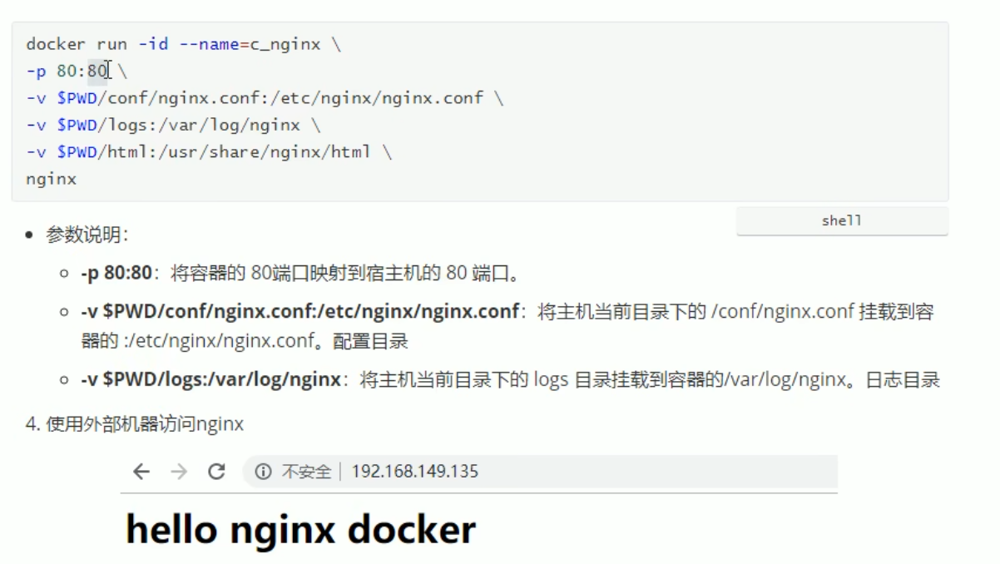 docker run -id --name=c_nginx \
-p 80:80 \
-v $PWD/conf/nginx.conf:/etc/nginx/nginx.conf \
-v $PWD/logs:/var/log/nginx \
-v $PWD/html:/usr/share/nginx/html \
nginx
shell
• 参数说明：
○ -p 80:80：将容器的 80端口映射到宿主机的 80 端口。
○ -v $PWD/conf/nginx.conf:/etc/nginx/nginx.conf：将主机当前目录下的 /conf/nginx.conf 挂载到容
器的 :/etc/nginx/nginx.conf。配置目录
○ -v $PWD/logs:/var/log/nginx：将主机当前目录下的 logs 目录挂载到容器的/var/log/nginx。日志目录
4. 使用外部机器访问nginx
不安全 | 192.168.149.135
hello nginx docker